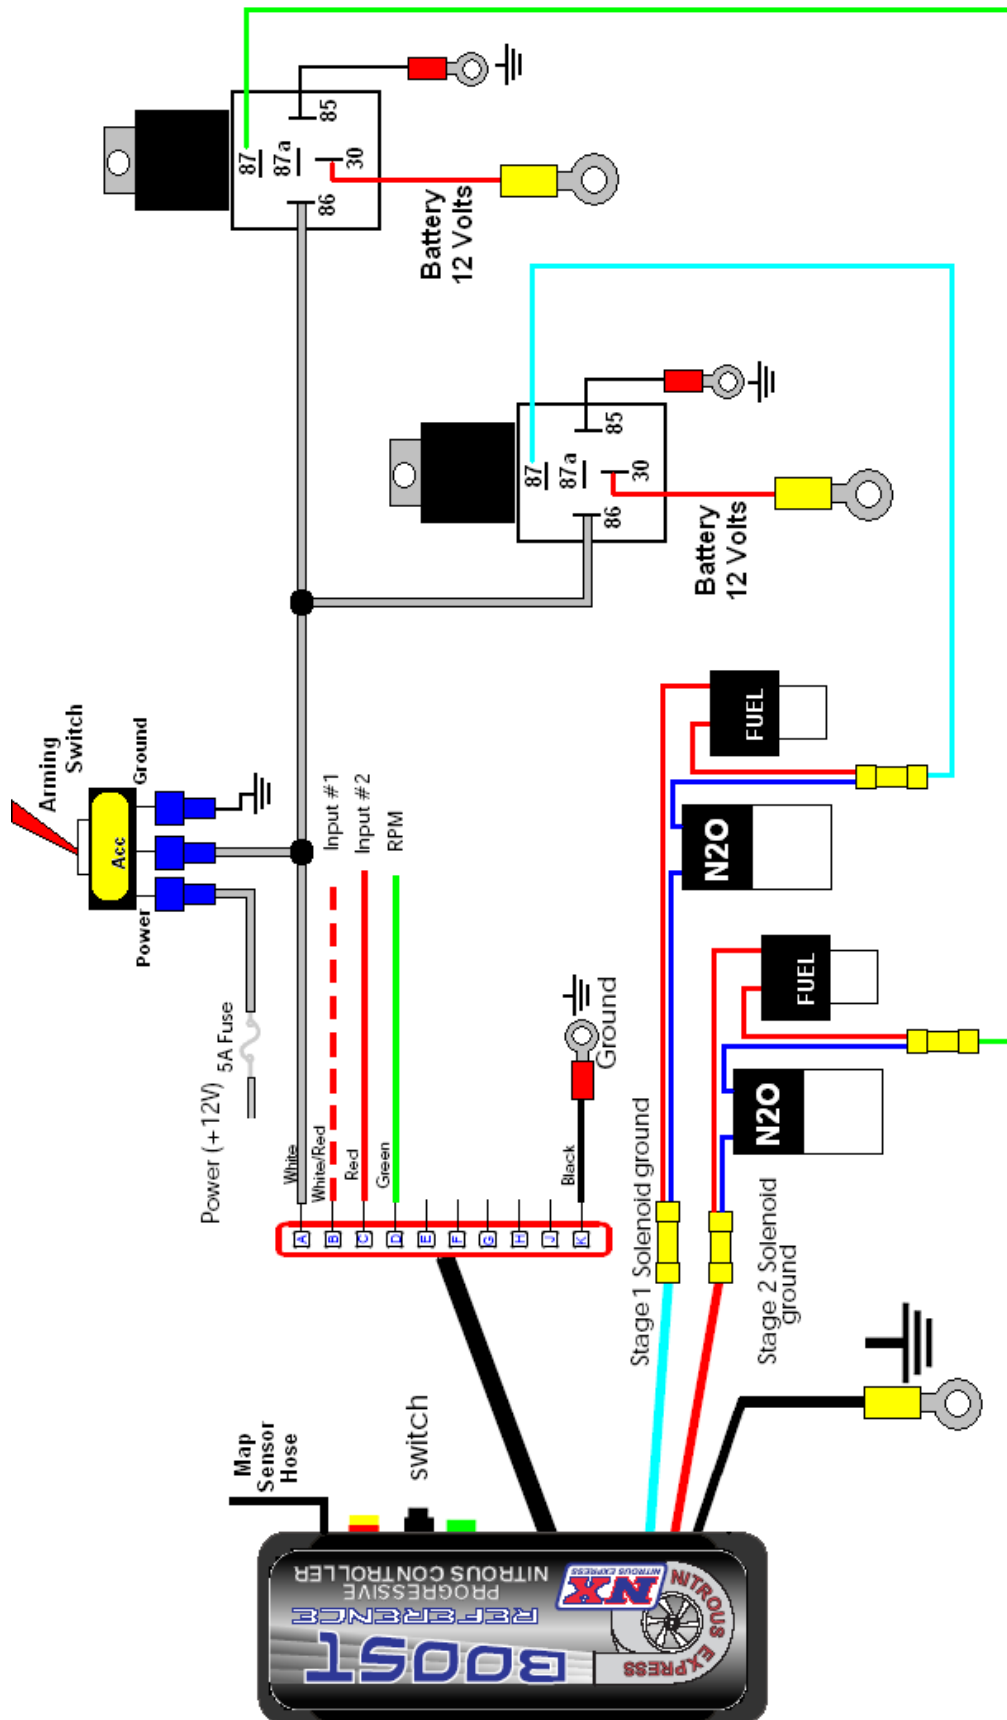 Arming
Switch
Ground
Acc
Power
Power (+12V)
5A Fuse
87
87a
85
30
86
Battery
12 Volts
87
87a
85
30
86
Battery
12 Volts
Input #1
Input #2
RPM
White
White/Red
Red
Green
Black
Ground
A
B
C
D
E
F
G
H
J
K
FUEL
N2O
FUEL
N2O
Stage1 Solenoid ground
Stage 2 Solenoid
ground
Map
Sensor
Hose
switch
BOOST
REFERENCE
PROGRESSIVE
NITROUS CONTROLLER
NX
NITROUS EXPRESS
NITROUS EXPRESS